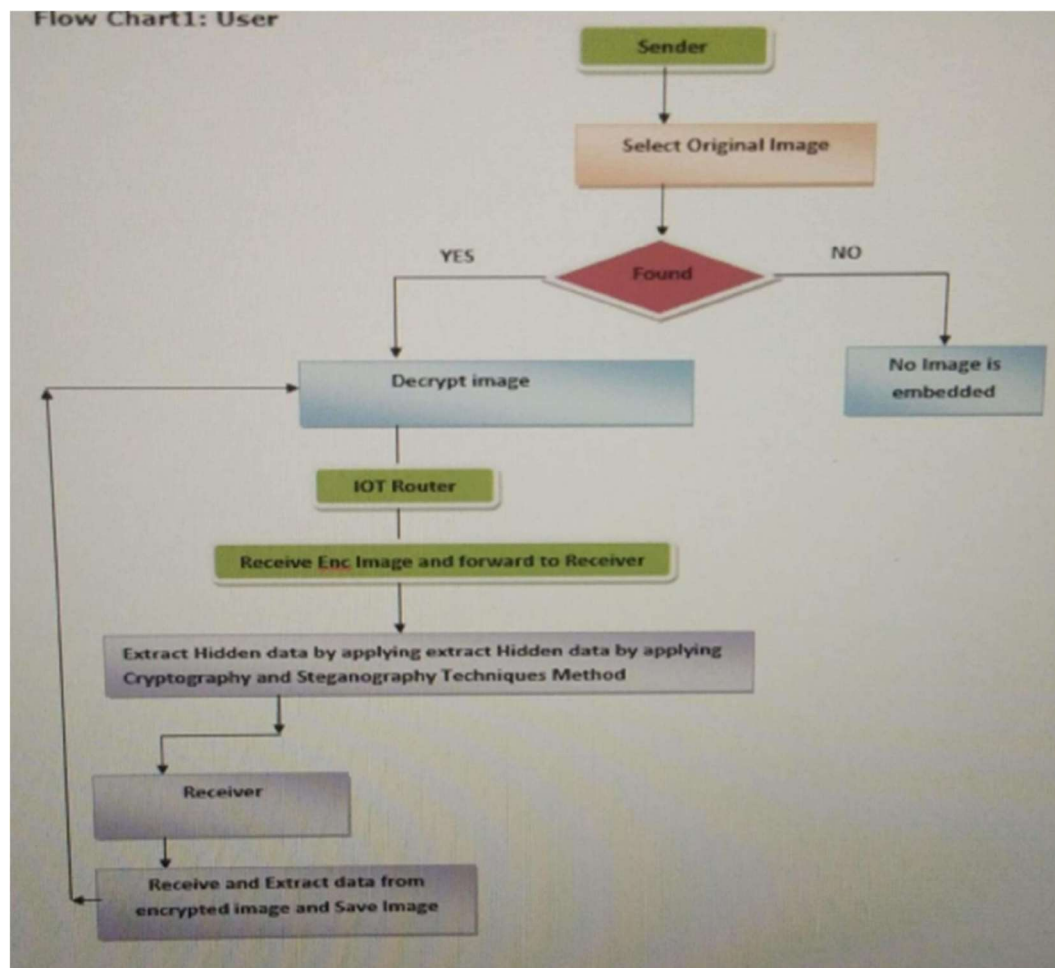 Flow Chart1: User
Sender
Select Original Image
Found
YES
NO
Decrypt image
No Image is
embedded
IOT Router
Receive Enc Image and forward to Receiver
Extract Hidden data by applying extract Hidden data by applying
Cryptography and Steganography Techniques Method
Receiver
Receive and Extract data from
encrypted image and Save Image